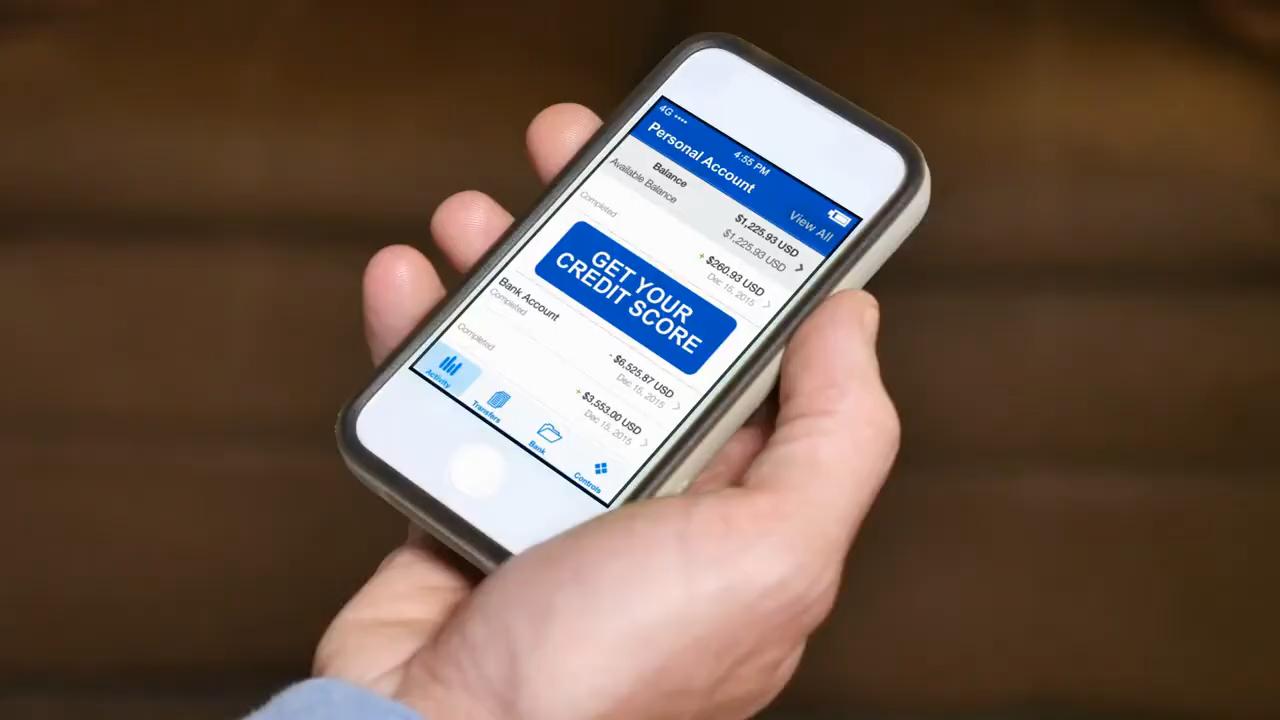 4G
4:55 PM
Personal Account
View All
Balance
$1,225.93 USD
Available Balance
$1,225.93 USD
Completed
+ $260.93 USD
Dec 15, 2015
GET YOUR
CREDIT SCORE
Bank Account
Completed
- $6,525.87 USD
Dec 15, 2015
Completed
+ $3,553.00 USD
Dec 15, 2015
Activity
Transfers
Bank
Controls